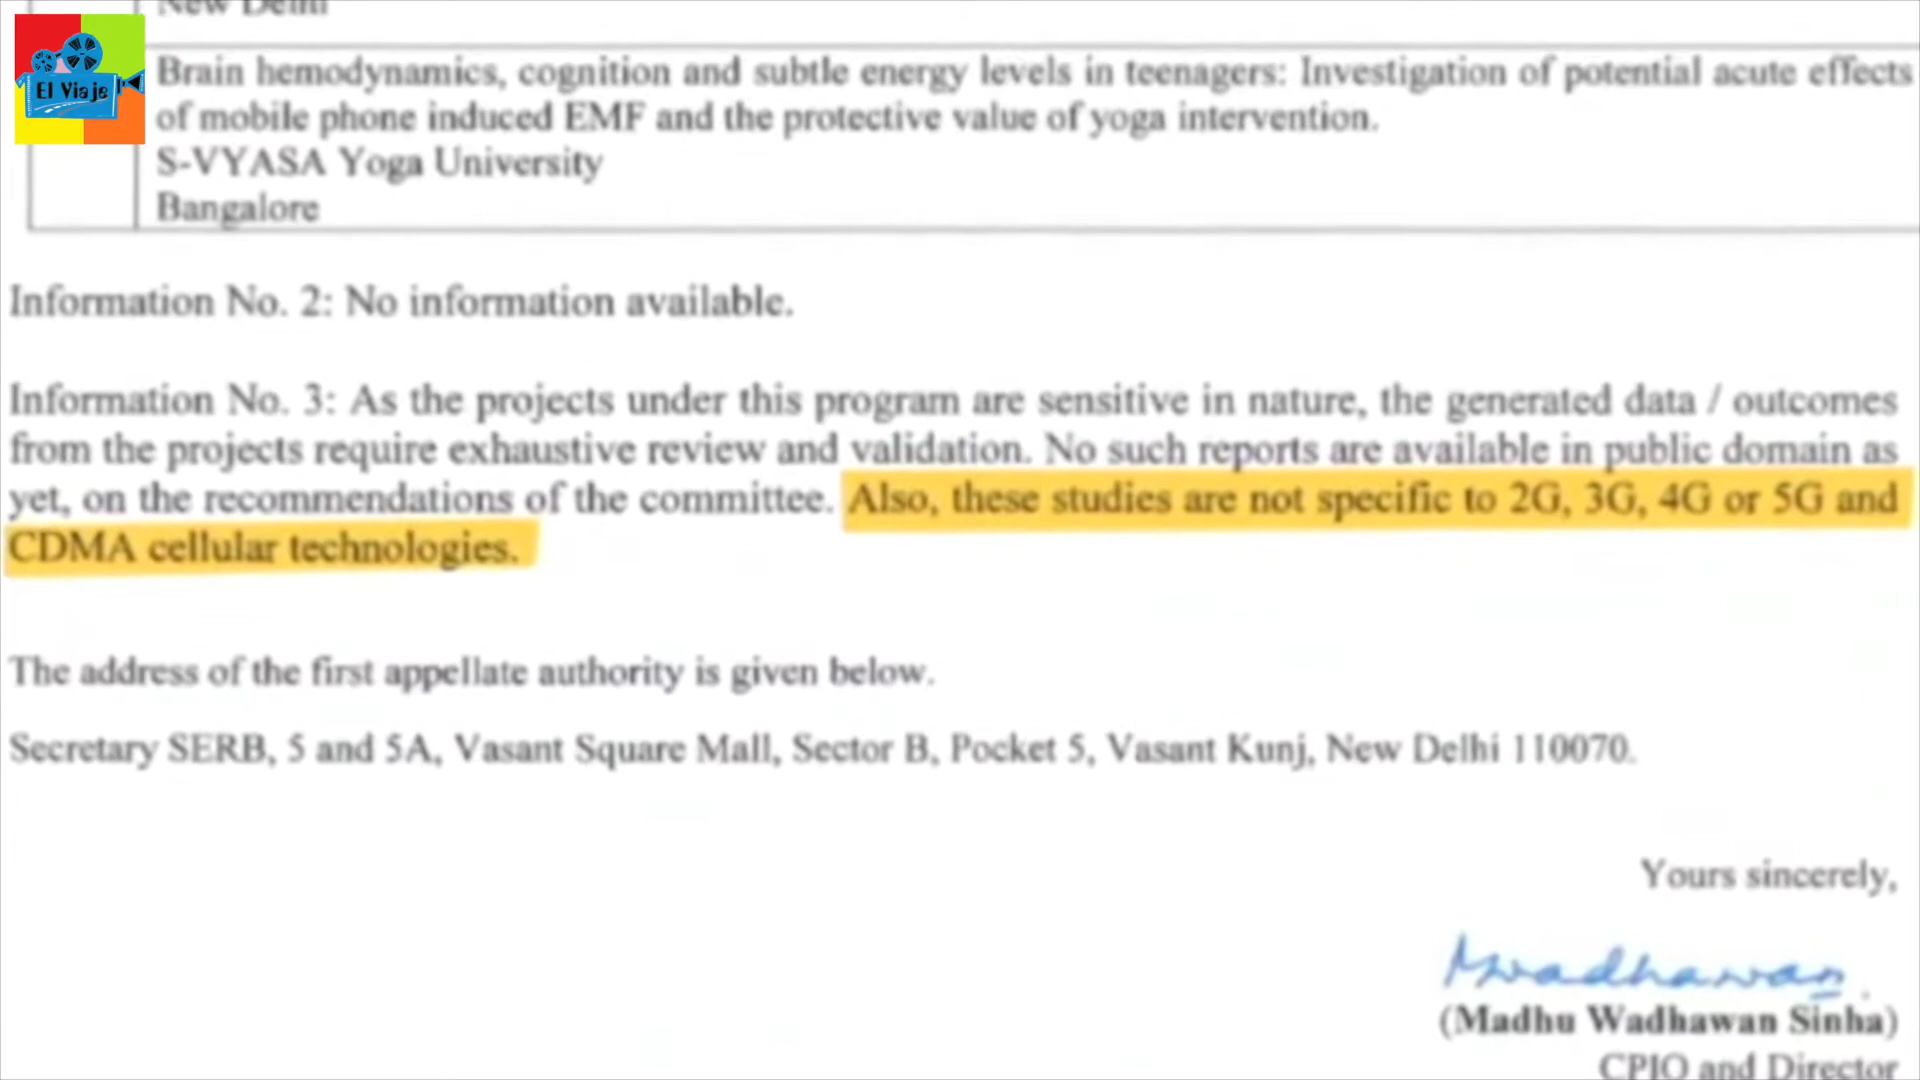 New Delhi
El Viaje
Brain hemodynamics, cognition and subtle energy levels in teenagers: Investigation of potential acute effects
of mobile phone induced EMF and the protective value of yoga intervention.
S-VYASA Yoga University
Bangalore
Information No. 2: No information available.
Information No. 3: As the projects under this program are sensitive in nature, the generated data / outcomes
from the projects require exhaustive review and validation. No such reports are available in public domain as
yet, on the recommendations of the committee. Also, these studies are not specific to 2G, 3G, 4G or 5G and
CDMA cellular technologies.
The address of the first appellate authority is given below.
Secretary SERB, 5 and 5A, Vasant Square Mall, Sector B, Pocket 5, Vasant Kunj, New Delhi 110070.
Yours sincerely,
Mwadhawan
(Madhu Wadhawan Sinha)
CPIO and Director